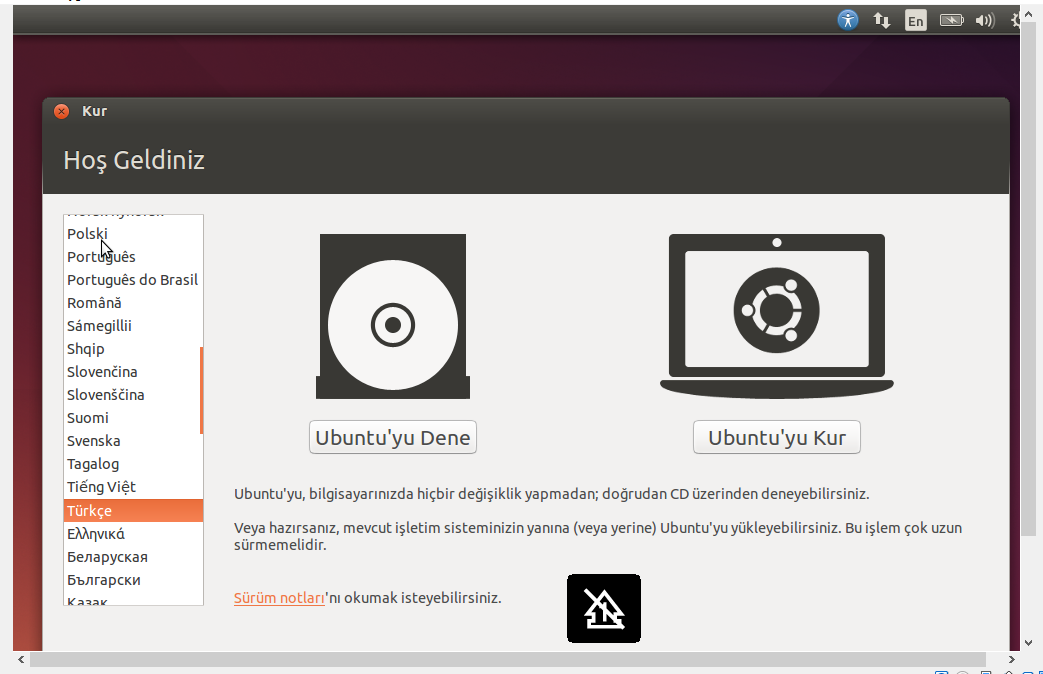 En
Kur
Hoş Geldiniz
Polski
Português
Português do Brasil
Română
Sámegillii
Shqip
Slovenčina
Slovenščina
Suomi
Svenska
Tagalog
Tiếng Việt
Türkçe
Ελληνικά
Беларуская
Български
Қазақ
Ubuntu'yu Dene
Ubuntu'yu Kur
Ubuntu'yu, bilgisayarınızda hiçbir değişiklik yapmadan; doğrudan CD üzerinden deneyebilirsiniz.
Veya hazırsanız, mevcut işletim sisteminizin yanına (veya yerine) Ubuntu'yu yükleyebilirsiniz. Bu işlem çok uzun
sürmemelidir.
Sürüm notları'nı okumak isteyebilirsiniz.